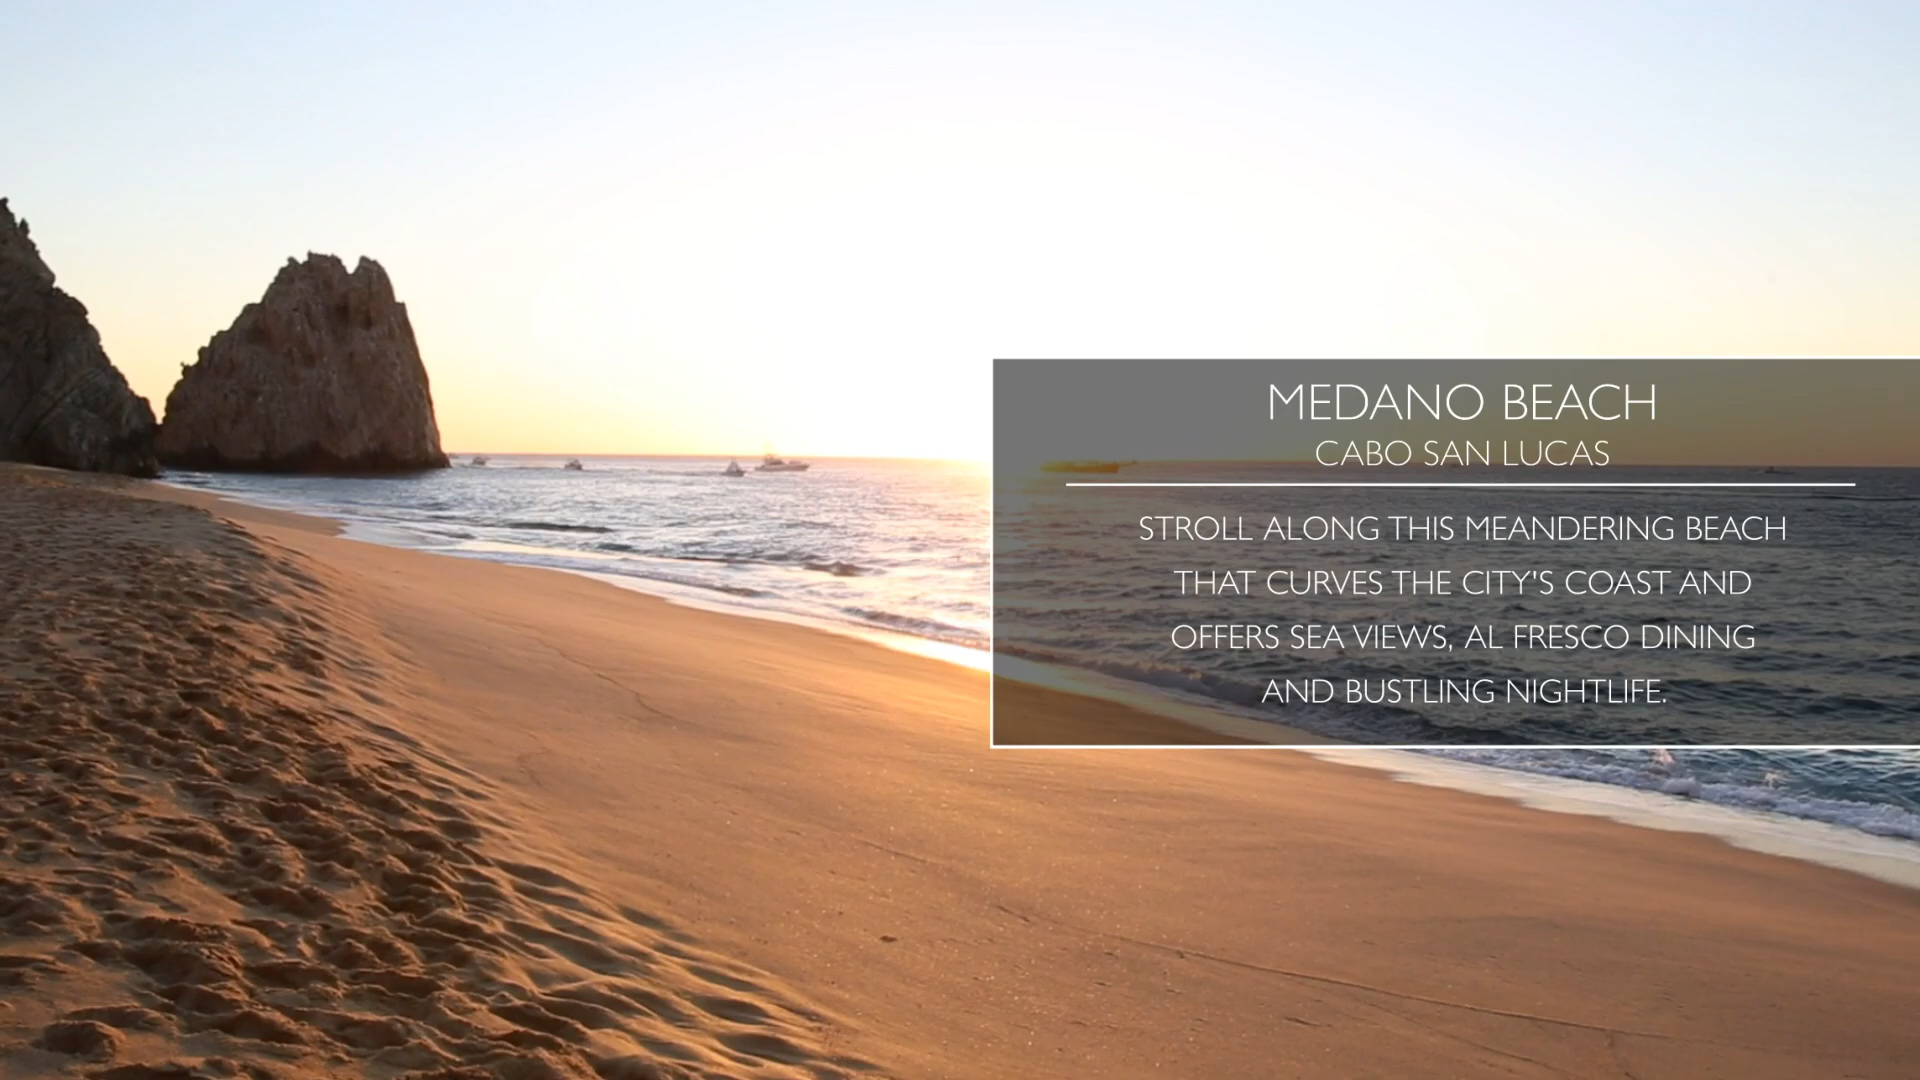 MEDANO BEACH
CABO SAN LUCAS
STROLL ALONG THIS MEANDERING BEACH
THAT CURVES THE CITY'S COAST AND
OFFERS SEA VIEWS, AL FRESCO DINING
AND BUSTLING NIGHTLIFE.